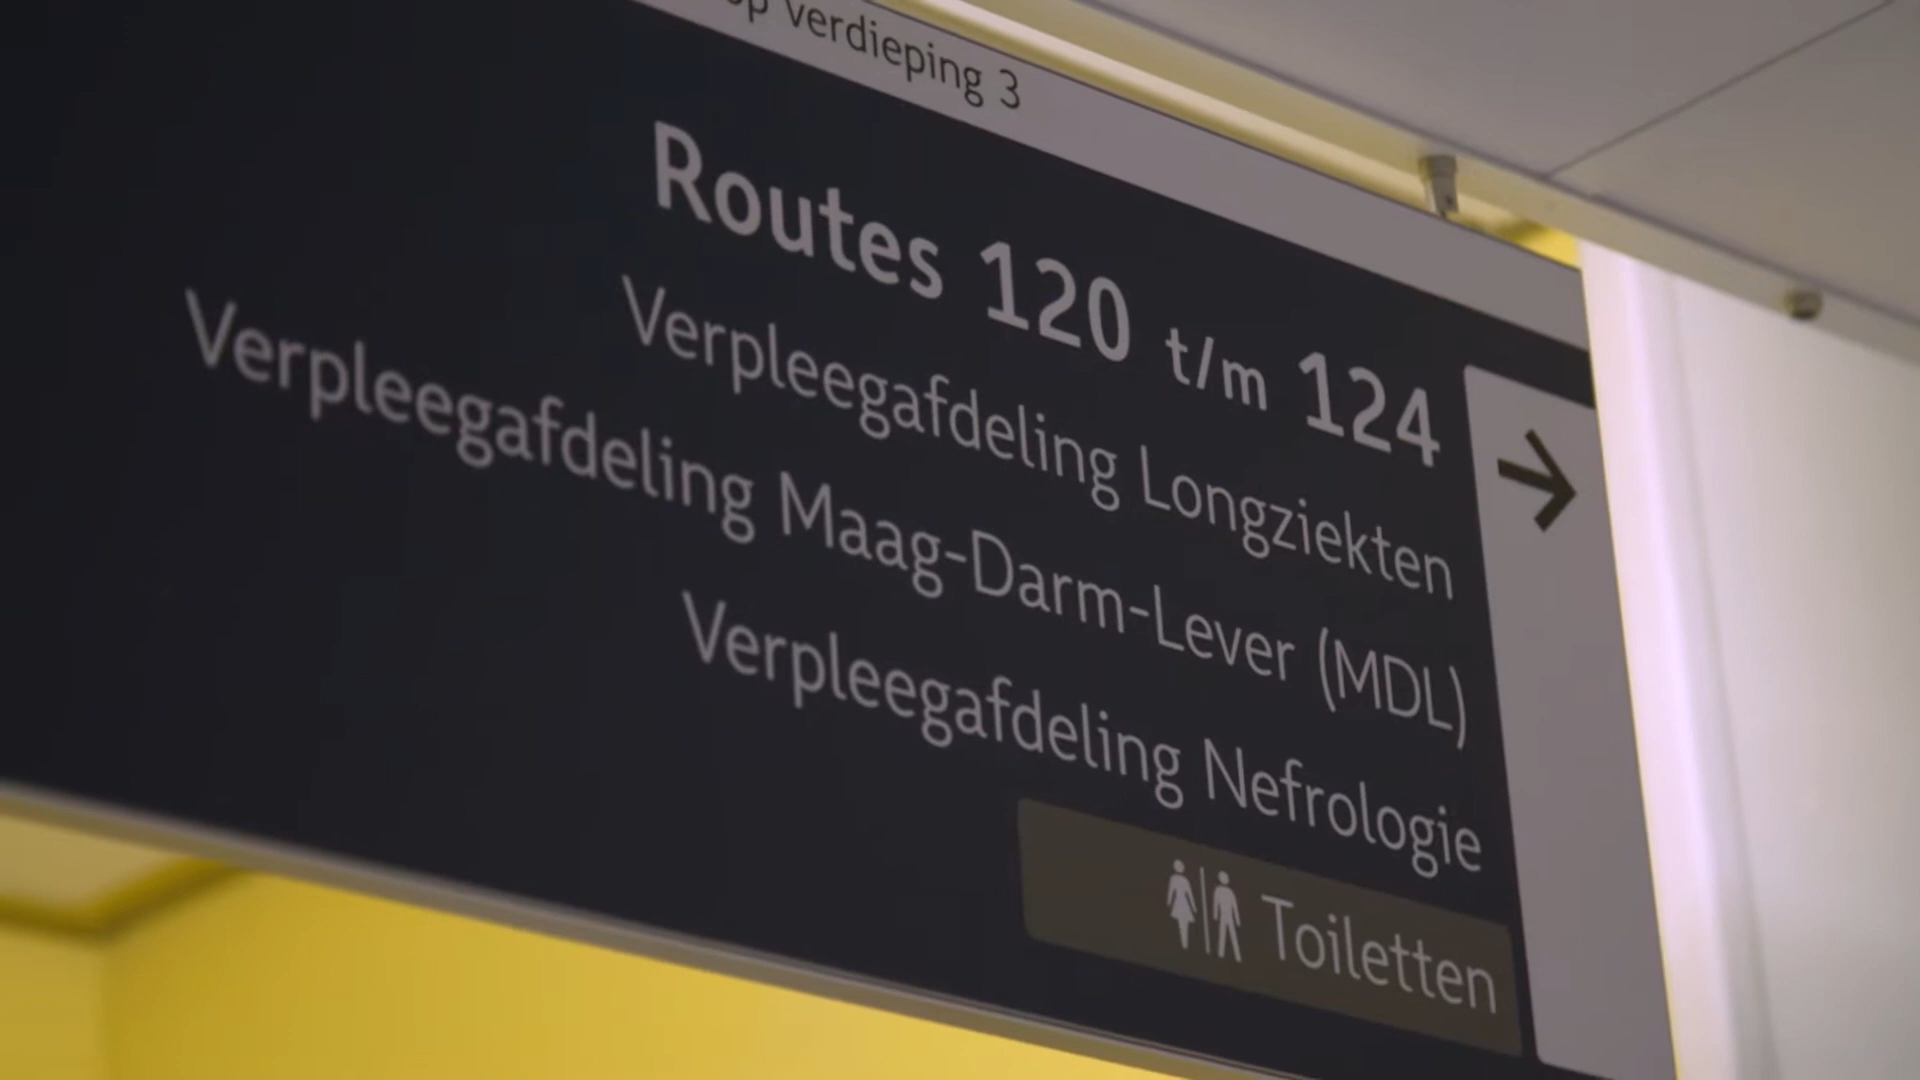 op verdieping 3
Routes 120 t/m 124
Verpleegafdeling Longziekten
Verpleegafdeling Maag-Darm-Lever (MDL)
Verpleegafdeling Nefrologie
Toiletten